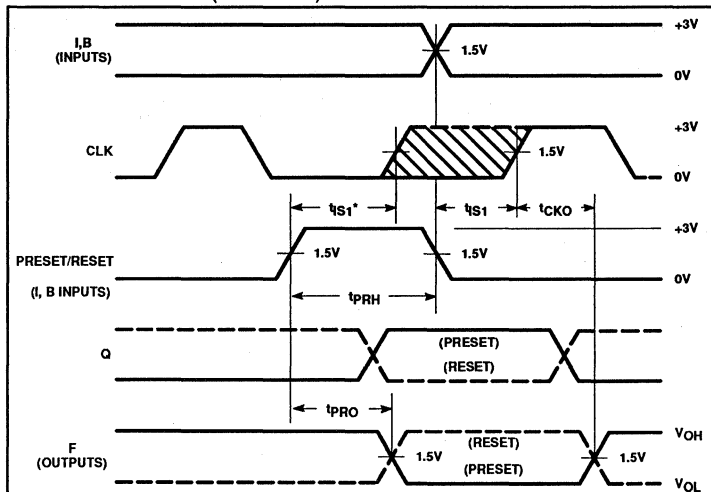 I,B
(INPUTS)
1.5V
+3V
0V
CLK
1.5V
+3V
0V
tIS1*
tIS1
tCKO
PRESET/RESET
(I, B INPUTS)
1.5V
1.5V
+3V
0V
tPRH
Q
(PRESET)
(RESET)
tPRO
F
(OUTPUTS)
1.5V
(RESET)
(PRESET)
1.5V
VOH
VOL